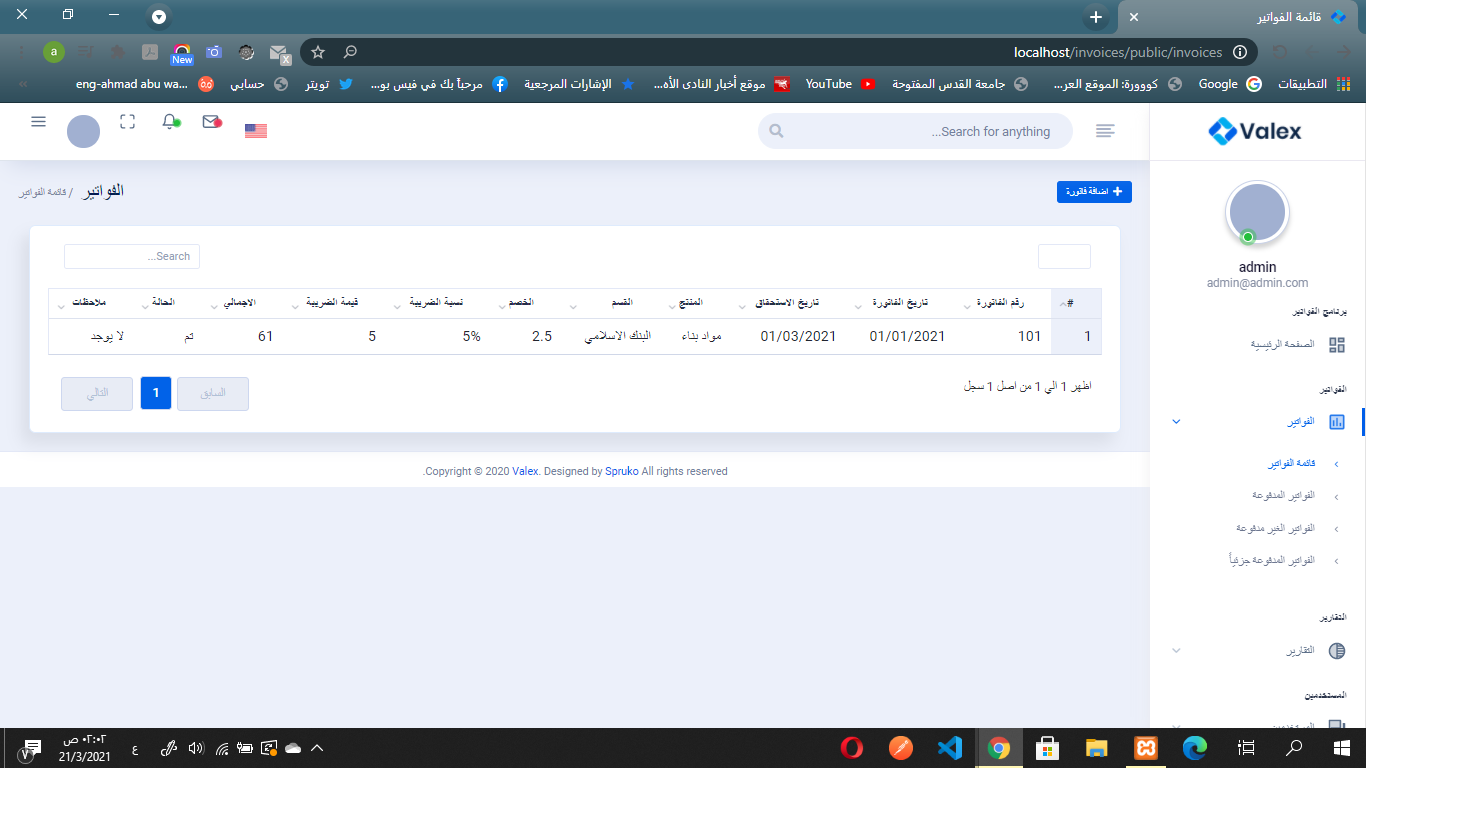 قائمة الفواتير
localhost/invoices/public/invoices
New
a
التطبيقات
Google
كووورة: الموقع العر...
جامعة القدس المفتوحة
YouTube
موقع أخبار النادى الأه...
الإشارات المرجعية
مرحباً بك في فيس بو...
تويتر
حسابي
eng-ahmad abu wa...
Valex
Search for anything...
admin
admin@admin.com
برنامج الفواتير
الصفحة الرئيسية
الفواتير
الفواتير
قائمة الفواتير
الفواتير المدفوعة
الفواتير الغير مدفوعة
الفواتير المدفوعة جزئياً
التقارير
التقارير
المستخدمين
المستخدمين
اضافة فاتورة
الفواتير / قائمة الفواتير
Search...
# رقم الفاتورة تاريخ الفاتورة تاريخ الاستحقاق المنتج القسم الخصم نسبة الضريبة قيمة الضريبة الاجمالي الحالة ملاحظات
1 101 01/01/2021 01/03/2021 مواد بناء البنك الاسلامي 2.5 5% 5 61 تم لا يوجد
اظهر 1 الي 1 من اصل 1 سجل
السابق 1 التالي
Copyright © 2020 Valex. Designed by Spruko All rights reserved.
ع
٠٢:٠٢ ص
21/3/2021